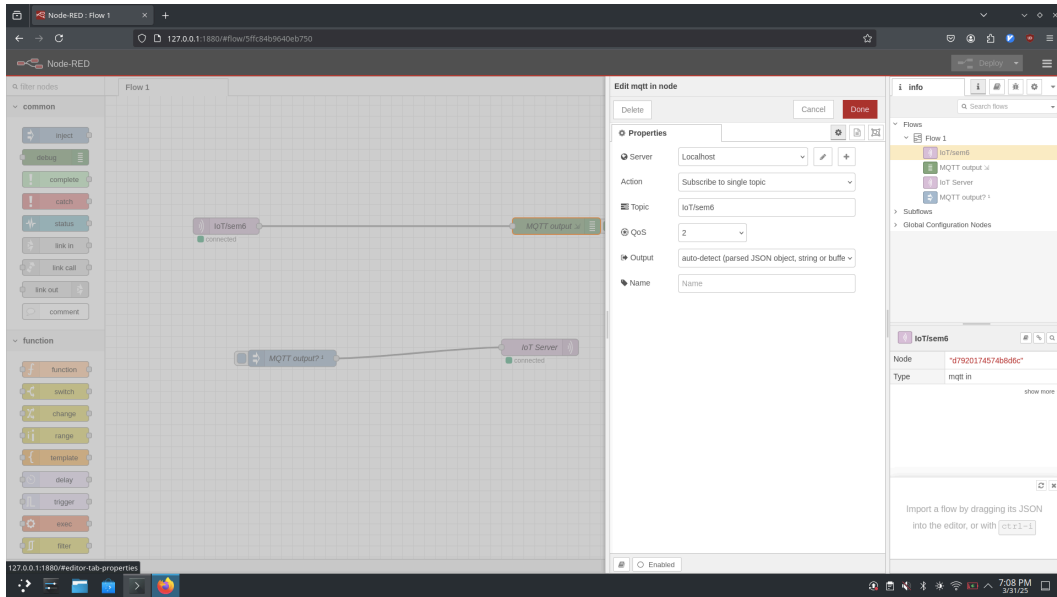 Node-RED : Flow 1
127.0.0.1:1880/#flow/5ffc84b9640eb750
Node-RED
Deploy
filter nodes
Flow 1
common
inject
debug
complete
catch
status
link in
link call
link out
comment
function
function
switch
change
range
template
delay
trigger
exec
filter
IoT/sem6
connected
MQTT output
MQTT output? ¹
IoT Server
connected
Edit mqtt in node
Delete
Cancel
Done
Properties
Server
Localhost
Action
Subscribe to single topic
Topic
IoT/sem6
QoS
2
Output
auto-detect (parsed JSON object, string or buffe
Name
Name
Enabled
info
Search flows
Flows
Flow 1
IoT/sem6
MQTT output
IoT Server
MQTT output? ¹
Subflows
Global Configuration Nodes
IoT/sem6
Node "d7920174574b8d6c"
Type mqtt in
show more
Import a flow by dragging its JSON
into the editor, or with ctrl-i
127.0.0.1:1880/#editor-tab-properties
7:08 PM
3/31/25